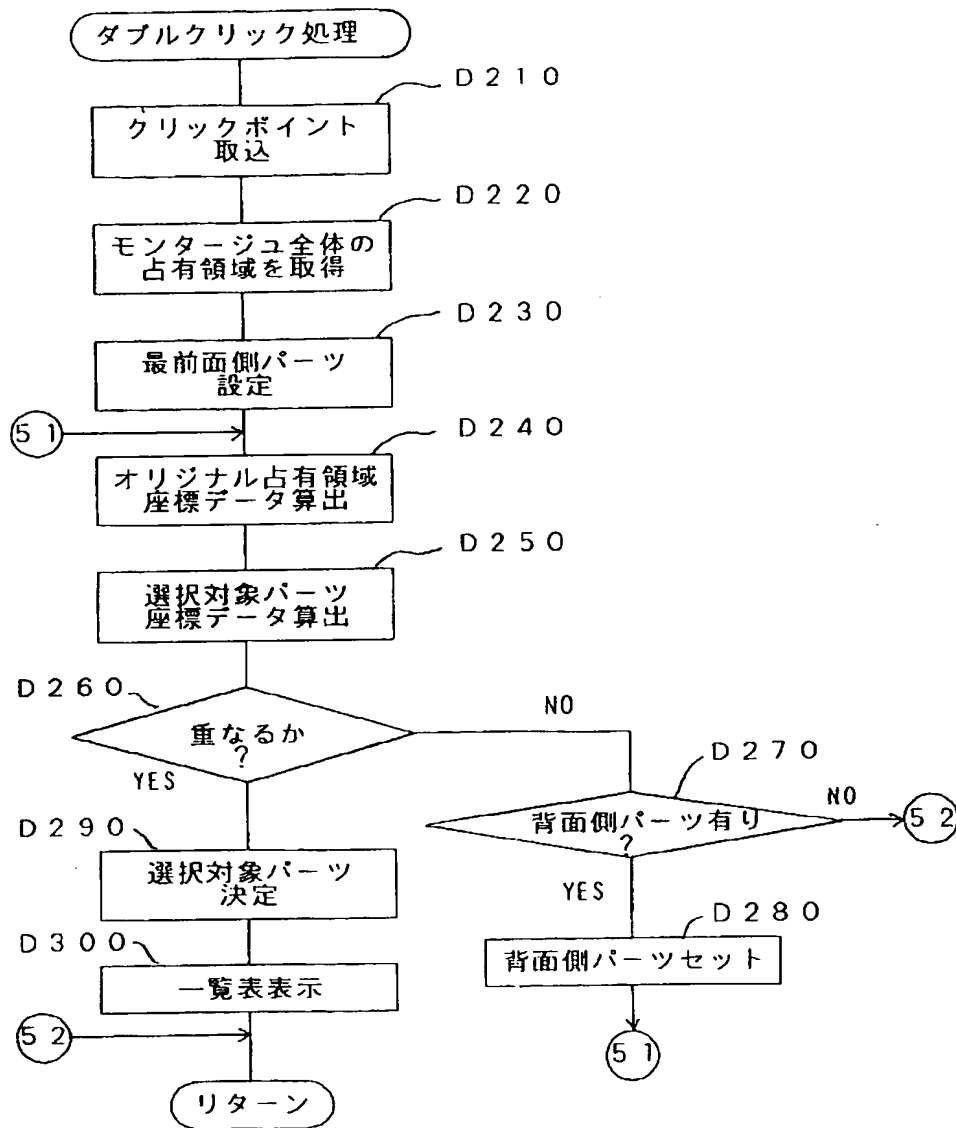 ダブルクリック処理
D210
クリックポイント
取込
D220
モンタージュ全体の
占有領域を取得
D230
最前面側パーツ
設定
51
D240
オリジナル占有領域
座標データ算出
D250
選択対象パーツ
座標データ算出
D260
重なるか
?
NO
YES
D270
背面側パーツ有り
?
NO
52
YES
D290
選択対象パーツ
決定
D280
背面側パーツセット
D300
一覧表表示
52
51
リターン